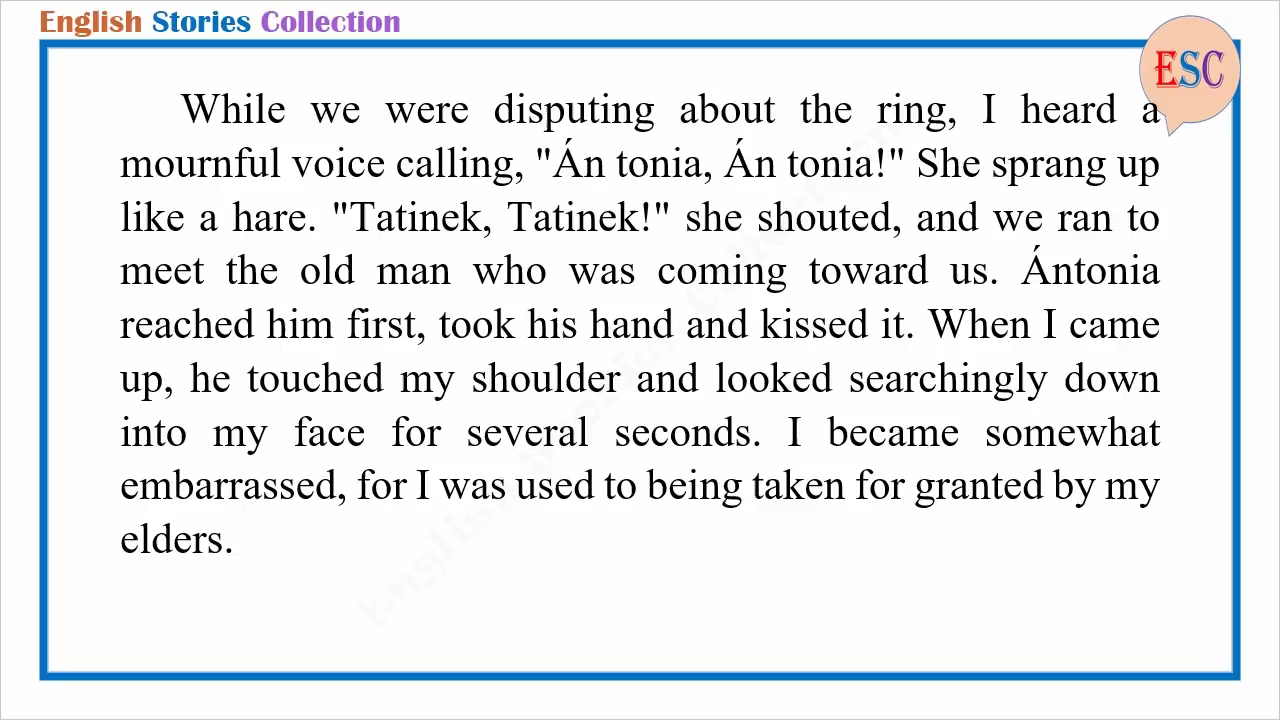 English Stories Collection
ESC
While we were disputing about the ring, I heard a
mournful voice calling, "Án tonia, Án tonia!" She sprang up
like a hare. "Tatinek, Tatinek!" she shouted, and we ran to
meet the old man who was coming toward us. Ántonia
reached him first, took his hand and kissed it. When I came
up, he touched my shoulder and looked searchingly down
into my face for several seconds. I became somewhat
embarrassed, for I was used to being taken for granted by my
elders.